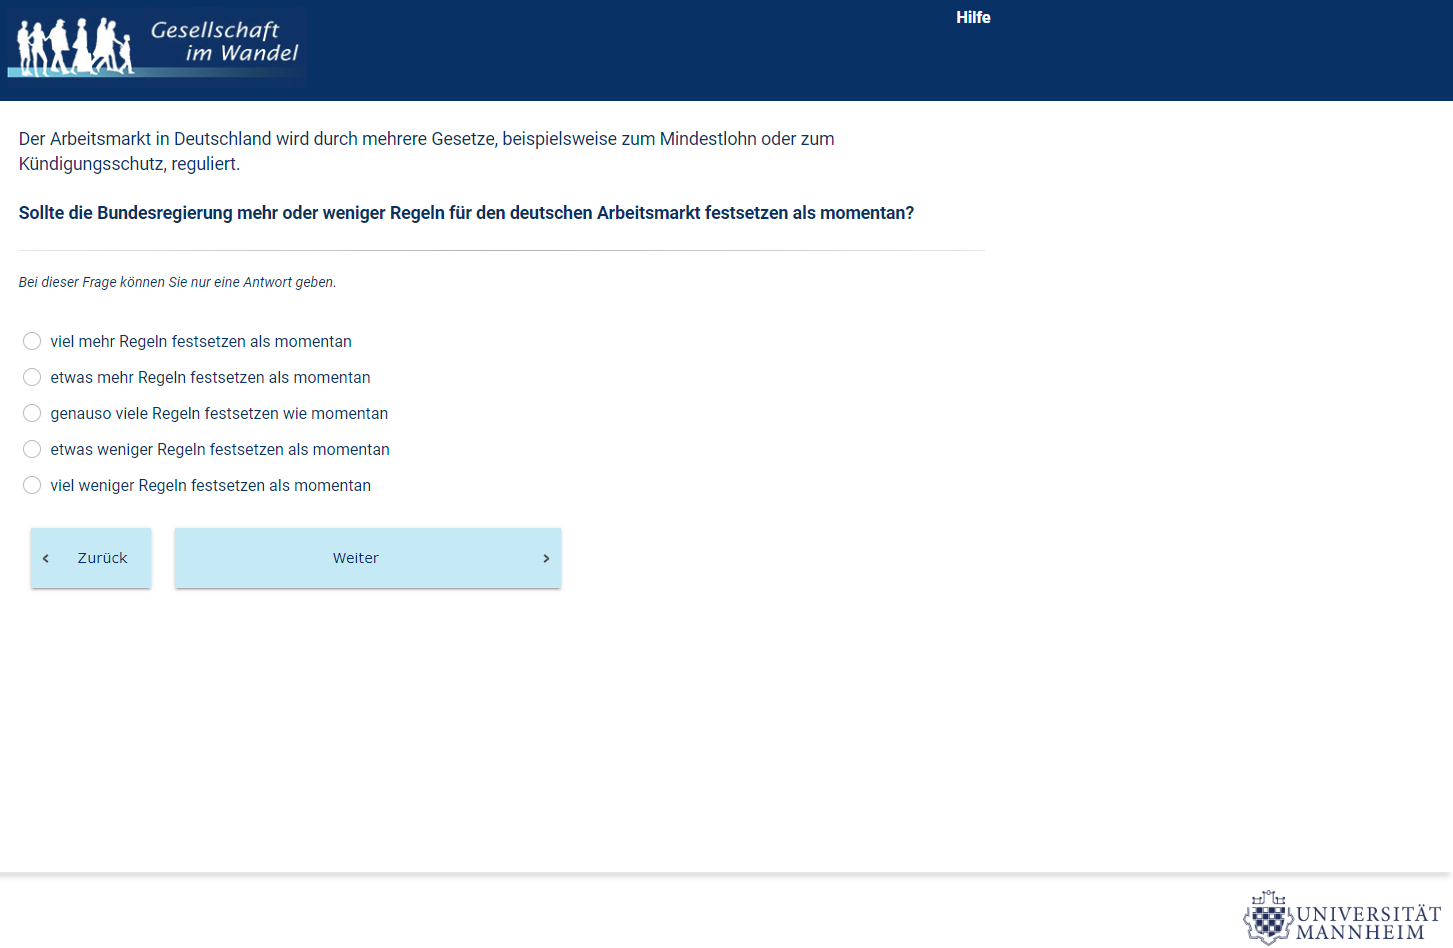 Gesellschaft
im Wandel
Hilfe
Der Arbeitsmarkt in Deutschland wird durch mehrere Gesetze, beispielsweise zum Mindestlohn oder zum
Kündigungsschutz, reguliert.
Sollte die Bundesregierung mehr oder weniger Regeln für den deutschen Arbeitsmarkt festsetzen als momentan?
Bei dieser Frage können Sie nur eine Antwort geben.
viel mehr Regeln festsetzen als momentan
etwas mehr Regeln festsetzen als momentan
genauso viele Regeln festsetzen wie momentan
etwas weniger Regeln festsetzen als momentan
viel weniger Regeln festsetzen als momentan
Zurück
Weiter
UNIVERSITÄT
MANNHEIM